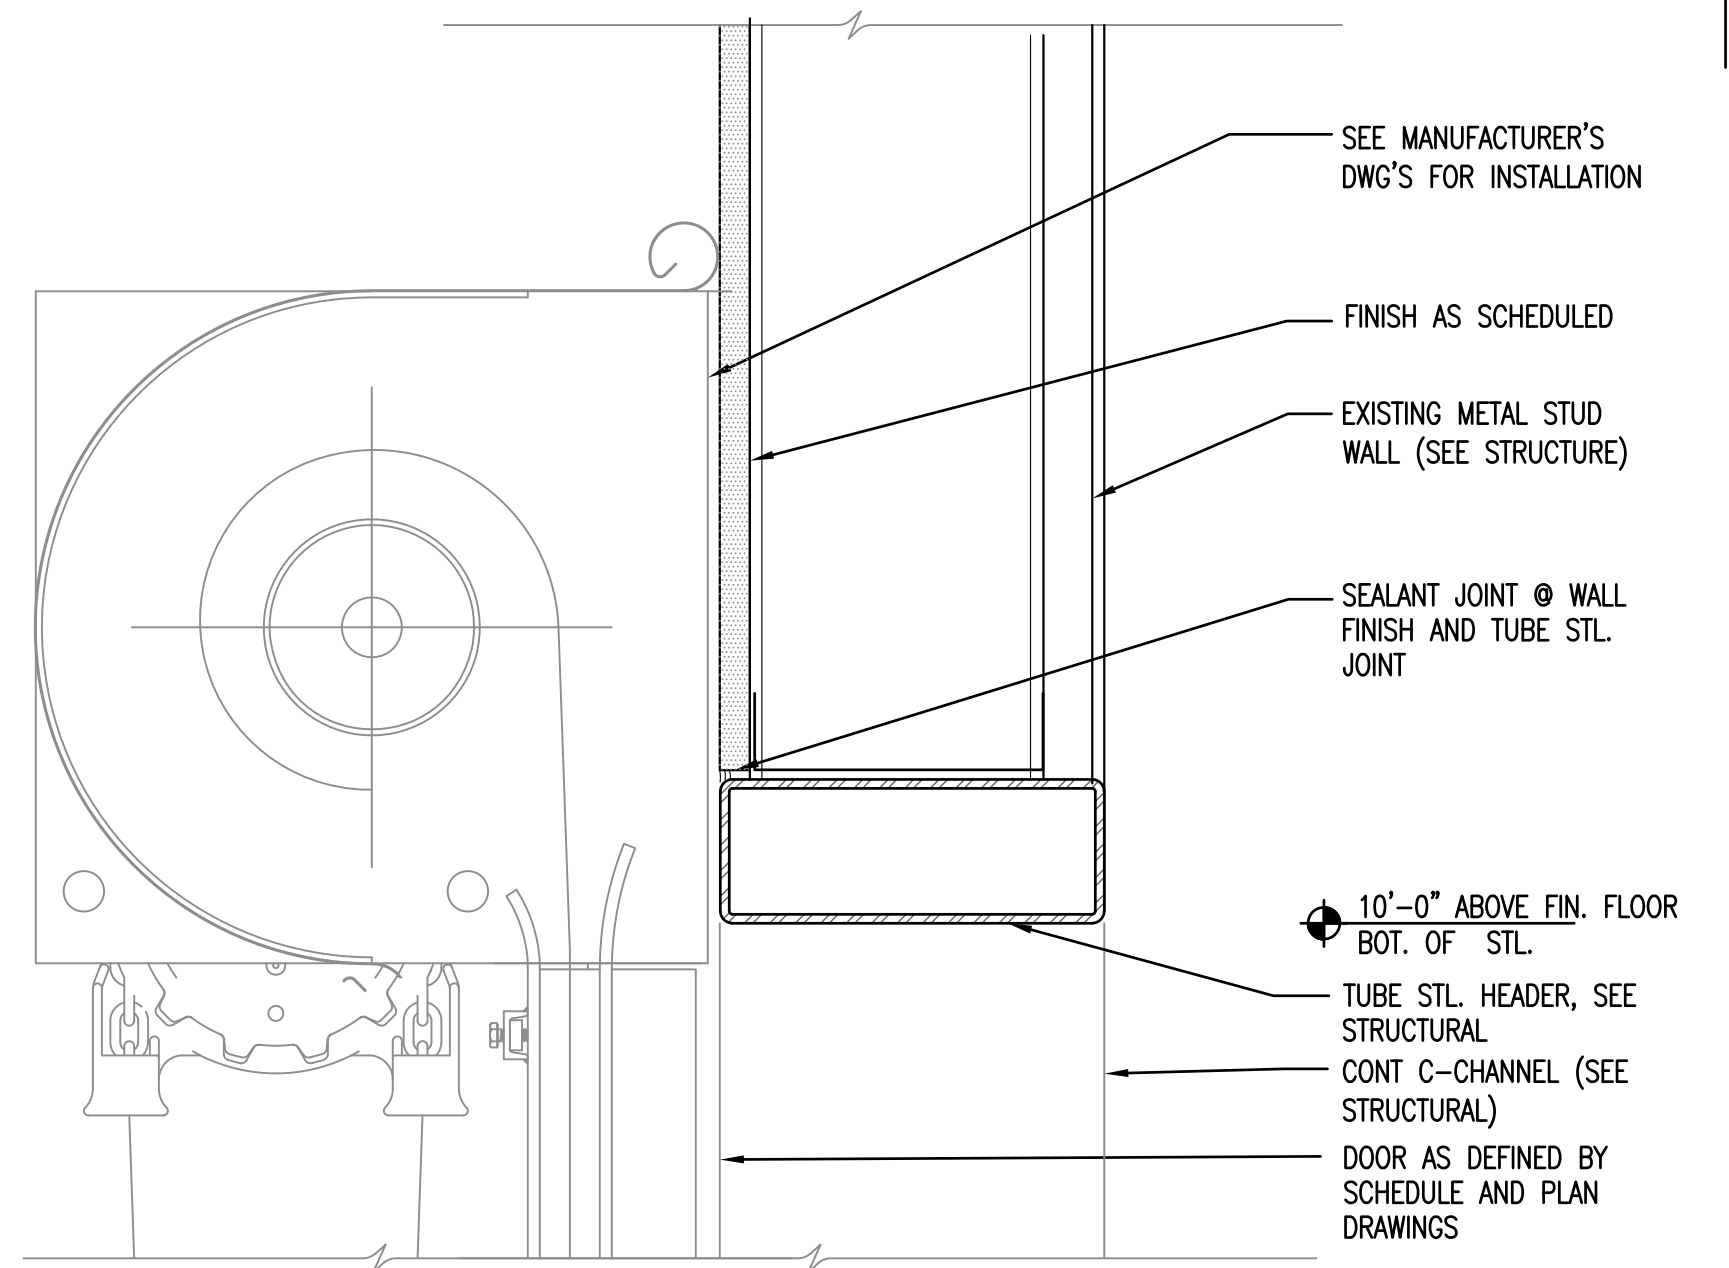 SEE MANUFACTURER'S
DWG'S FOR INSTALLATION
FINISH AS SCHEDULED
EXISTING METAL STUD
WALL (SEE STRUCTURE)
SEALANT JOINT @ WALL
FINISH AND TUBE STL.
JOINT
10'-0" ABOVE FIN. FLOOR
BOT. OF STL.
TUBE STL. HEADER, SEE
STRUCTURAL
CONT C-CHANNEL (SEE
STRUCTURAL)
DOOR AS DEFINED BY
SCHEDULE AND PLAN
DRAWINGS